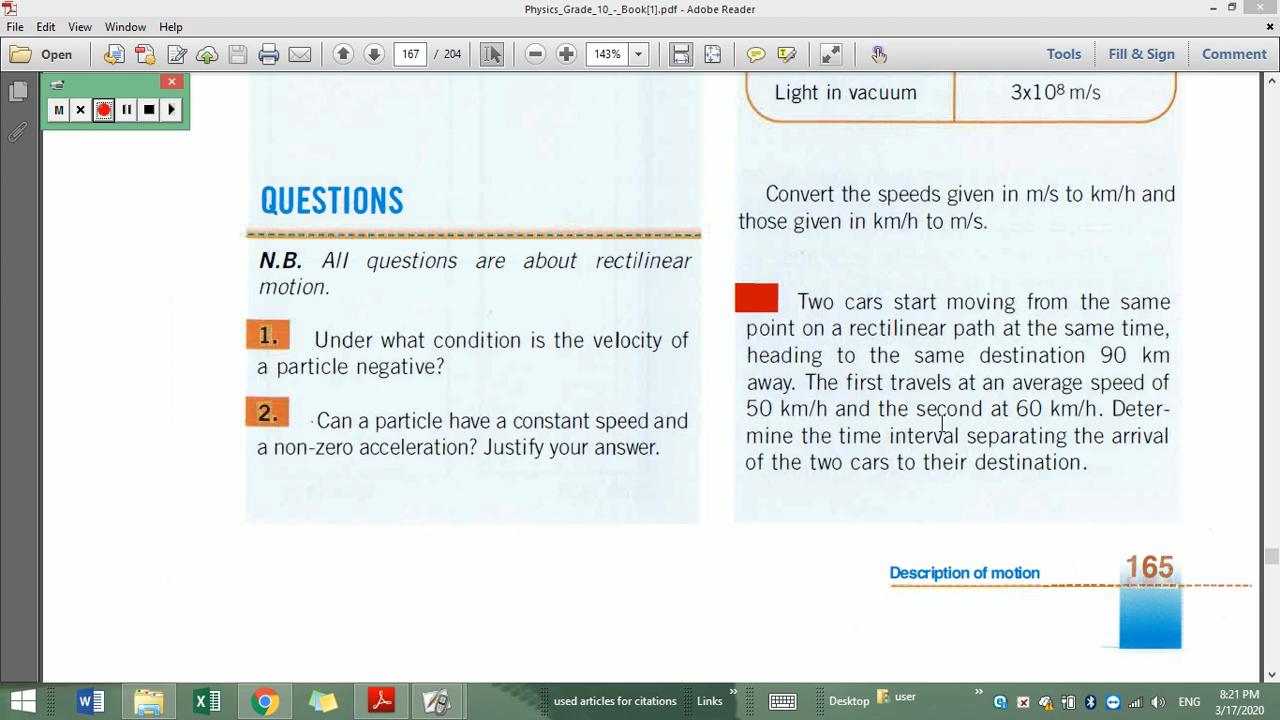 Physics_Grade_10_-_Book[1].pdf - Adobe Reader
File Edit View Window Help
Open 167 / 204 143% Tools Fill & Sign Comment
M
Light in vacuum 3x10⁸ m/s
QUESTIONS
N.B. All questions are about rectilinear
motion.
1. Under what condition is the velocity of
a particle negative?
2. Can a particle have a constant speed and
a non-zero acceleration? Justify your answer.
Convert the speeds given in m/s to km/h and
those given in km/h to m/s.
Two cars start moving from the same
point on a rectilinear path at the same time,
heading to the same destination 90 km
away. The first travels at an average speed of
50 km/h and the second at 60 km/h. Deter-
mine the time interval separating the arrival
of the two cars to their destination.
Description of motion 165
used articles for citations Links » Desktop user » ENG
8:21 PM
3/17/2020